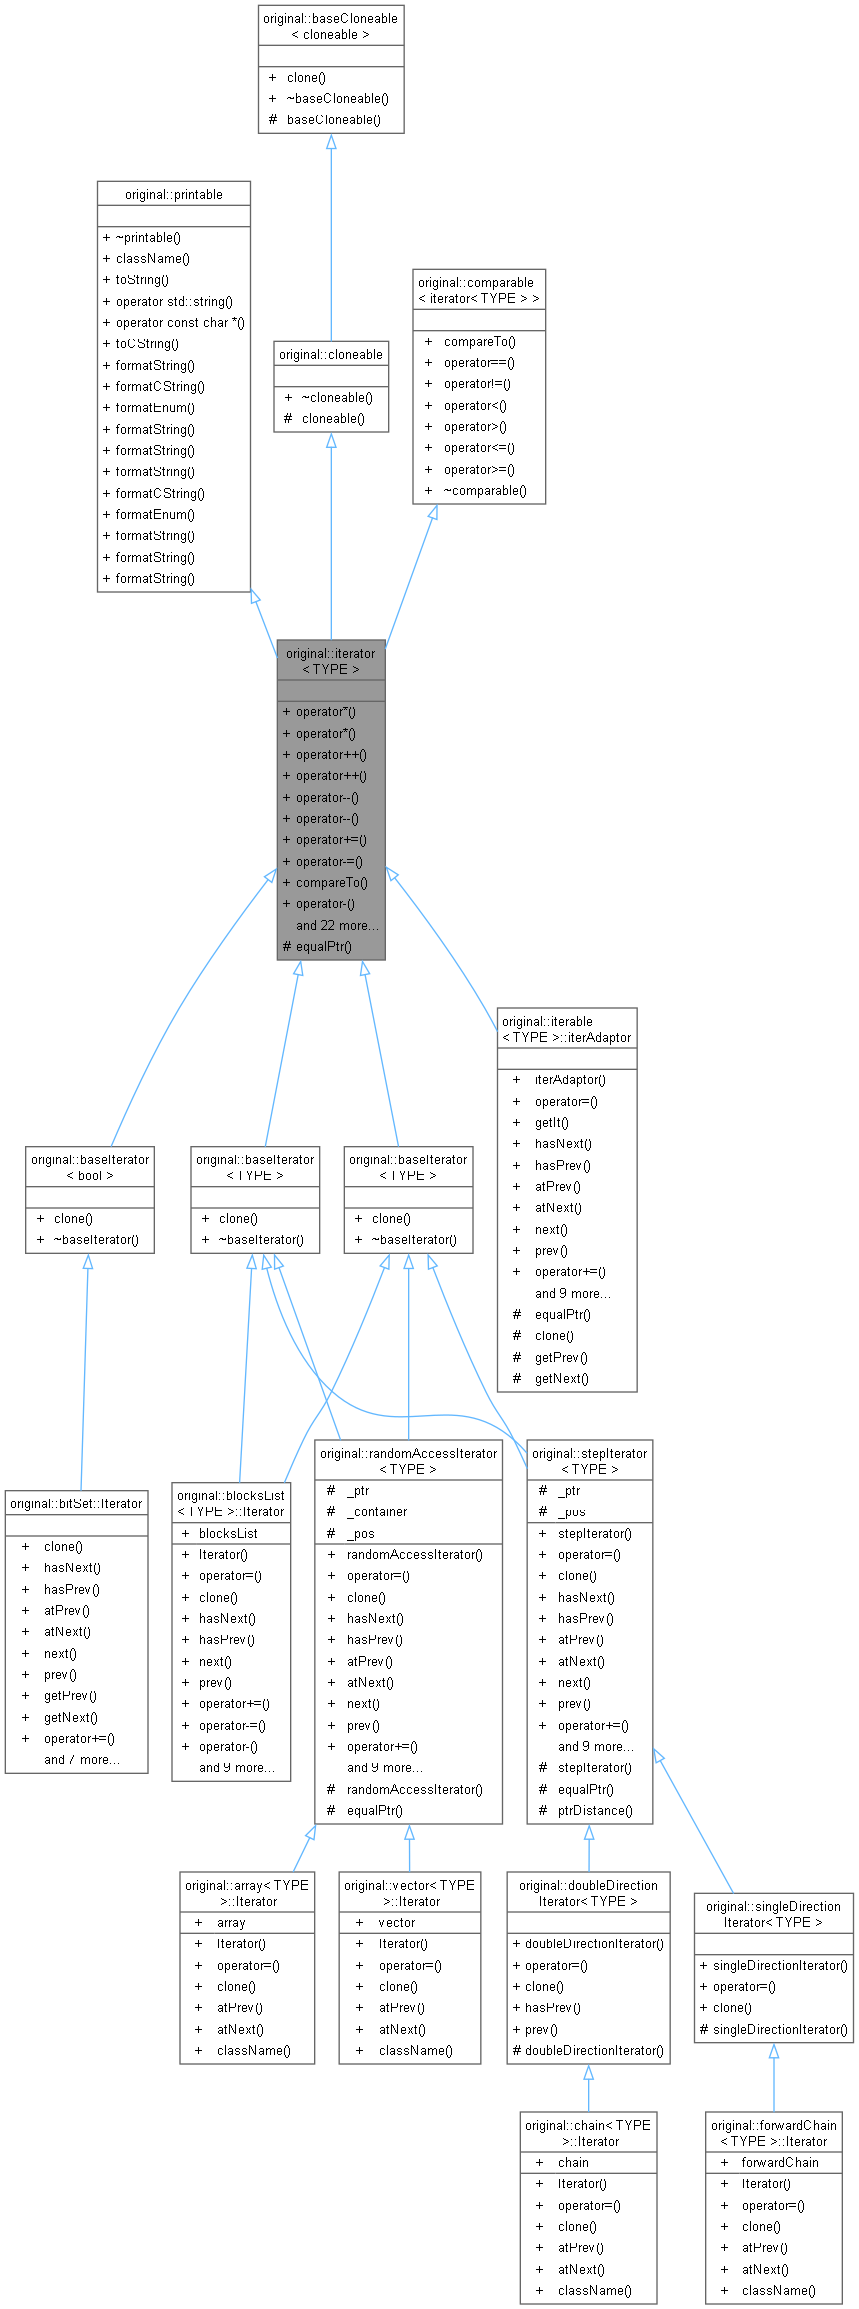 original::baseCloneable
< cloneable >
+ clone()
+ ~baseCloneable()
# baseCloneable()
original::printable
+ ~printable()
+ className()
+ toString()
+ operator std::string()
+ operator const char *()
+ toCString()
+ formatString()
+ formatCString()
+ formatEnum()
+ formatString()
+ formatString()
+ formatString()
+ formatCString()
+ formatEnum()
+ formatString()
+ formatString()
+ formatString()
original::cloneable
+ ~cloneable()
# cloneable()
original::comparable
< iterator< TYPE > >
+ compareTo()
+ operator==()
+ operator!=()
+ operator<()
+ operator>()
+ operator<=()
+ operator>=()
+ ~comparable()
original::iterator
< TYPE >
+ operator*()
+ operator*()
+ operator++()
+ operator++()
+ operator--()
+ operator--()
+ operator+=()
+ operator-=()
+ compareTo()
+ operator-()
and 22 more...
# equalPtr()
original::baseIterator
< bool >
+ clone()
+ ~baseIterator()
original::baseIterator
< TYPE >
+ clone()
+ ~baseIterator()
original::baseIterator
< TYPE >
+ clone()
+ ~baseIterator()
original::iterable
< TYPE >::iterAdaptor
+ iterAdaptor()
+ operator=()
+ getIt()
+ hasNext()
+ hasPrev()
+ atPrev()
+ atNext()
+ next()
+ prev()
+ operator+=()
and 9 more...
# equalPtr()
# clone()
# getPrev()
# getNext()
original::bitSet::Iterator
+ clone()
+ hasNext()
+ hasPrev()
+ atPrev()
+ atNext()
+ next()
+ prev()
+ getPrev()
+ getNext()
+ operator+=()
and 7 more...
original::blocksList
< TYPE >::Iterator
+ blocksList
+ Iterator()
+ operator=()
+ clone()
+ hasNext()
+ hasPrev()
+ next()
+ prev()
+ operator+=()
+ operator-=()
+ operator-()
and 9 more...
original::randomAccessIterator
< TYPE >
# _ptr
# _container
# _pos
+ randomAccessIterator()
+ operator=()
+ clone()
+ hasNext()
+ hasPrev()
+ atPrev()
+ atNext()
+ next()
+ prev()
+ operator+=()
and 9 more...
# randomAccessIterator()
# equalPtr()
original::stepIterator
< TYPE >
# _ptr
# _pos
+ stepIterator()
+ operator=()
+ clone()
+ hasNext()
+ hasPrev()
+ atPrev()
+ atNext()
+ next()
+ prev()
+ operator+=()
and 9 more...
# stepIterator()
# equalPtr()
# ptrDistance()
original::array< TYPE
>::Iterator
+ array
+ Iterator()
+ operator=()
+ clone()
+ atPrev()
+ atNext()
+ className()
original::vector< TYPE
>::Iterator
+ vector
+ Iterator()
+ operator=()
+ clone()
+ atPrev()
+ atNext()
+ className()
original::doubleDirection
Iterator< TYPE >
+ doubleDirectionIterator()
+ operator=()
+ clone()
+ hasPrev()
+ prev()
# doubleDirectionIterator()
original::singleDirection
Iterator< TYPE >
+ singleDirectionIterator()
+ operator=()
+ clone()
# singleDirectionIterator()
original::chain< TYPE
>::Iterator
+ chain
+ Iterator()
+ operator=()
+ clone()
+ atPrev()
+ atNext()
+ className()
original::forwardChain
< TYPE >::Iterator
+ forwardChain
+ Iterator()
+ operator=()
+ clone()
+ atPrev()
+ atNext()
+ className()